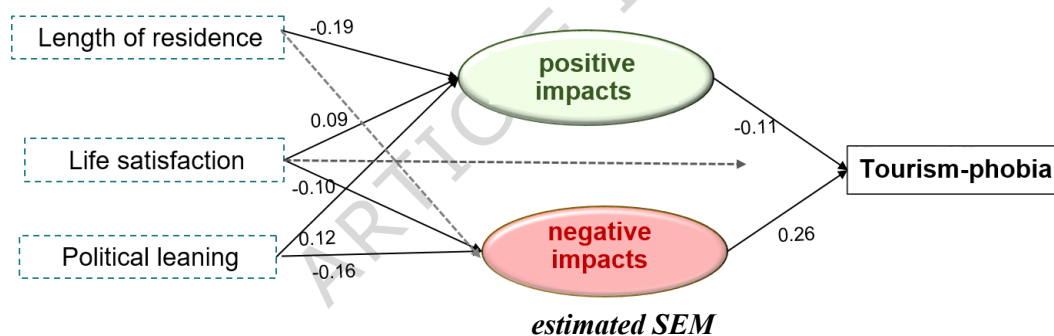 Length of residence
-0.19
positive
impacts
0.09
-0.11
Life satisfaction
Tourism-phobia
-0.10
negative
impacts
0.26
Political leaning
0.12
-0.16
estimated SEM
ARTIC